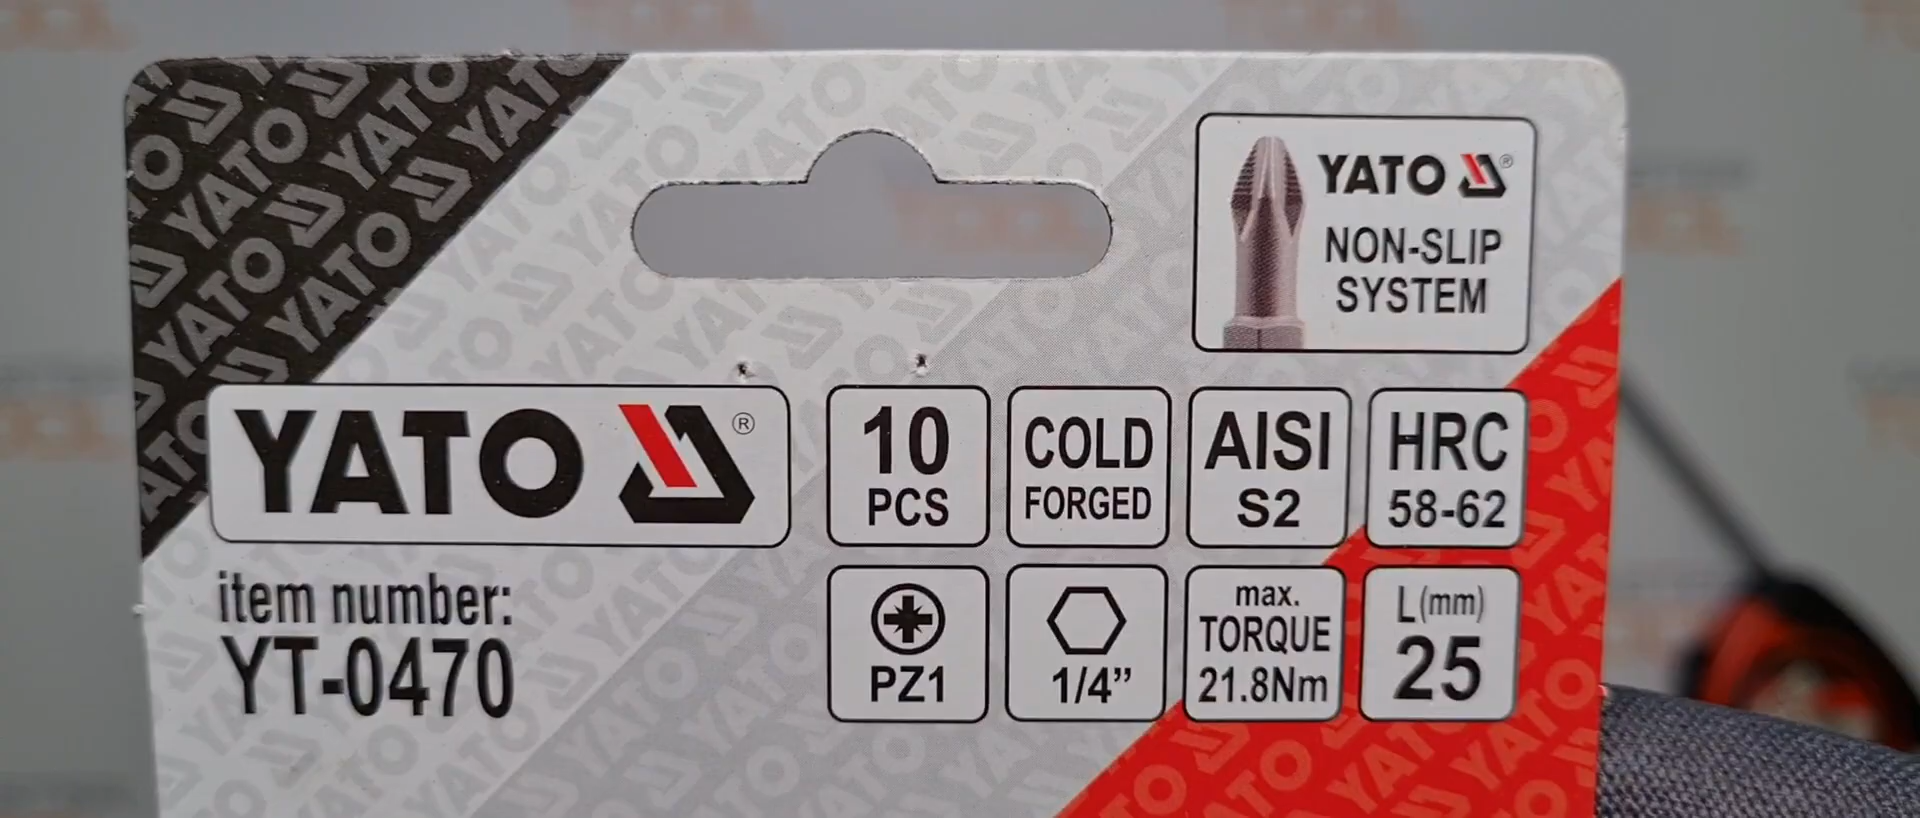 YATO ®
NON-SLIP
SYSTEM
YATO ®
10
PCS
COLD
FORGED
AISI
S2
HRC
58-62
item number:
YT-0470
PZ1
1/4”
max.
TORQUE
21.8Nm
L(mm)
25